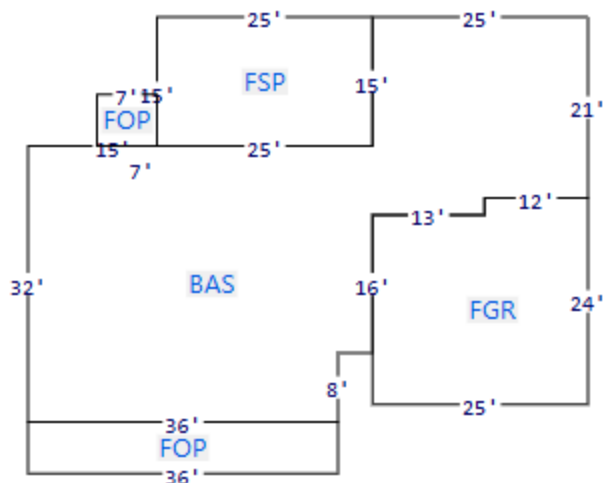 25' 25'
FSP
15'
7' 15'
21'
FOP
15' 25'
7'
12'
13'
32' BAS 16'
FGR 24'
8'
25'
36'
FOP
36'